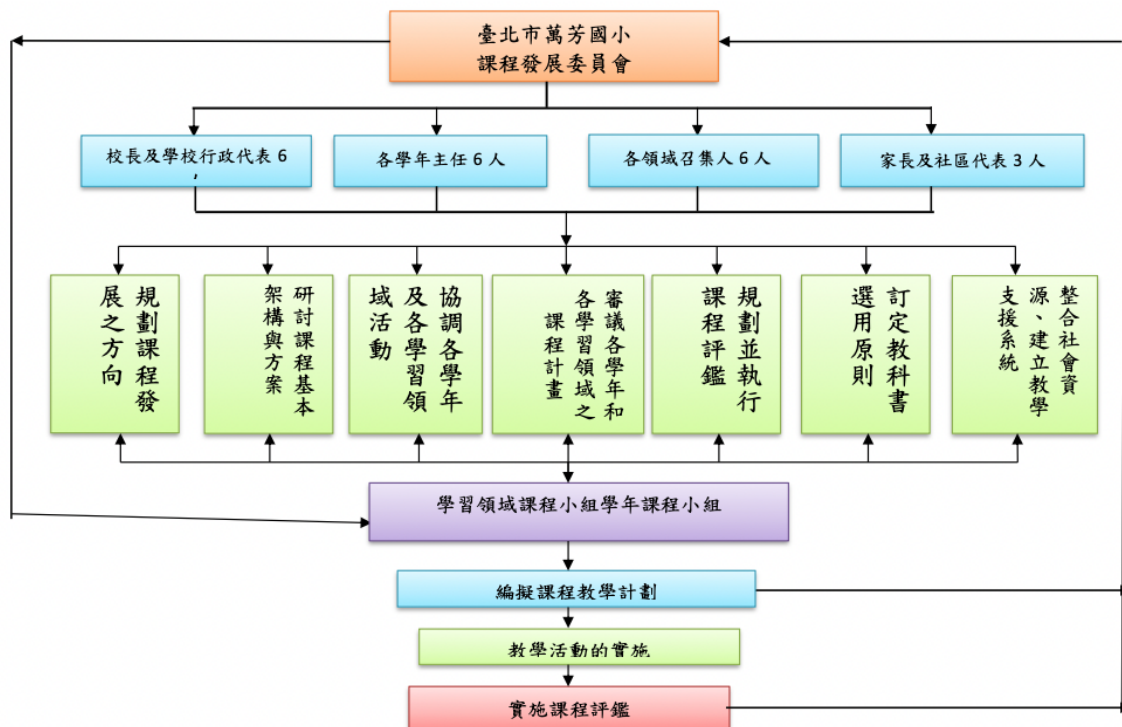 臺北市萬芳國小
課程發展委員會
校長及學校行政代表 6
,
各學年主任 6 人
各領域召集人 6 人
家長及社區代表 3 人
規劃課程發
展之方向
研討課程基本
架構與方案
協調各學年
及各學習領
域活動
審議各學年和
各學習領域之
課程計畫
規劃並執行
課程評鑑
訂定教科書
選用原則
整合社會資
源、建立教學
支援系統
學習領域課程小組學年課程小組
編擬課程教學計劃
教學活動的實施
實施課程評鑑